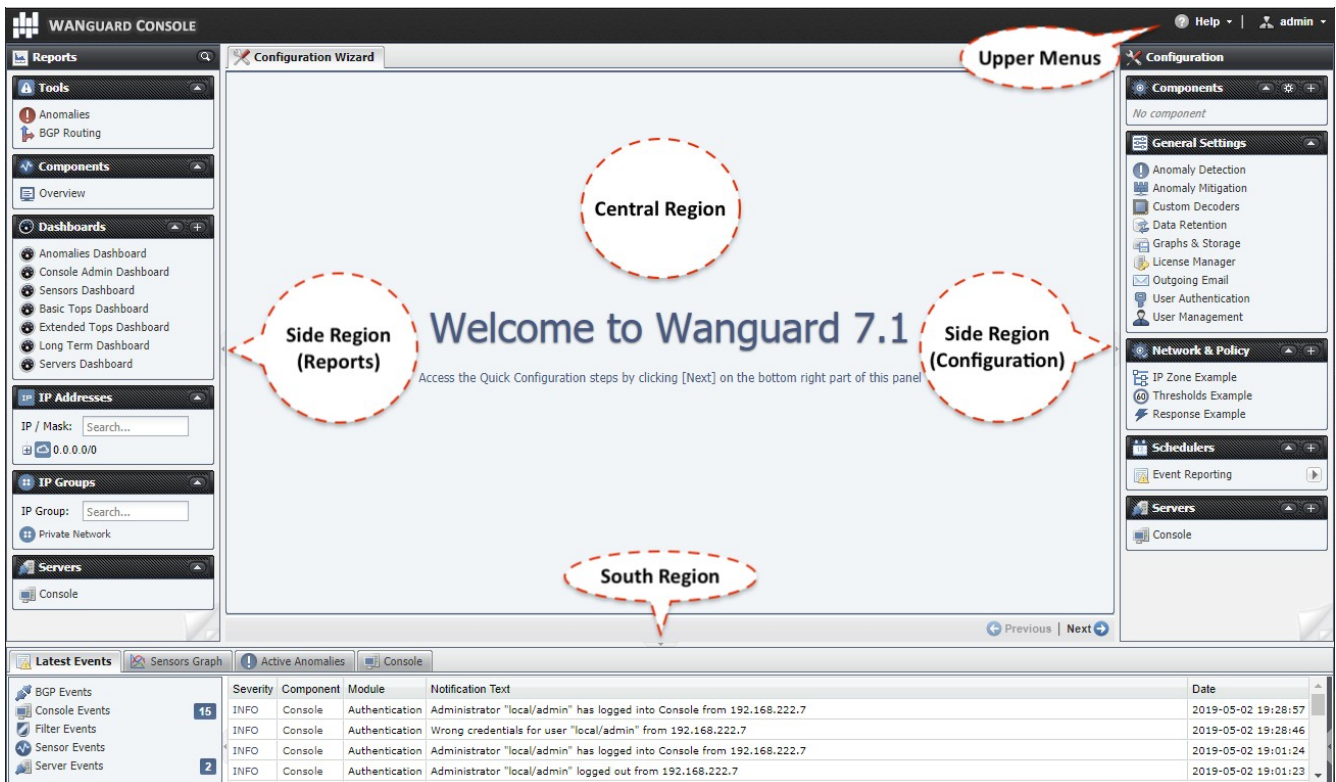 WANGUARD CONSOLE
Help
admin
Reports
Tools
Anomalies
BGP Routing
Components
Overview
Dashboards
Anomalies Dashboard
Console Admin Dashboard
Sensors Dashboard
Basic Tops Dashboard
Extended Tops Dashboard
Long Term Dashboard
Servers Dashboard
IP Addresses
IP / Mask: Search...
0.0.0.0/0
IP Groups
IP Group: Search...
Private Network
Servers
Console
Configuration Wizard
Upper Menus
Central Region
Side Region
(Reports)
Welcome to Wanguard 7.1
Access the Quick Configuration steps by clicking [Next] on the bottom right part of this panel
Side Region
(Configuration)
South Region
Previous | Next
Configuration
Components
No component
General Settings
Anomaly Detection
Anomaly Mitigation
Custom Decoders
Data Retention
Graphs & Storage
License Manager
Outgoing Email
User Authentication
User Management
Network & Policy
IP Zone Example
60 Thresholds Example
Response Example
Schedulers
Event Reporting
Servers
Console
Latest Events Sensors Graph Active Anomalies Console
BGP Events
Console Events 15
Filter Events
Sensor Events
Server Events 2
Severity Component Module Notification Text Date
INFO Console Authentication Administrator "local/admin" has logged into Console from 192.168.222.7 2019-05-02 19:28:57
INFO Console Authentication Wrong credentials for user "local/admin" from 192.168.222.7 2019-05-02 19:28:46
INFO Console Authentication Administrator "local/admin" has logged into Console from 192.168.222.7 2019-05-02 19:01:24
INFO Console Authentication Administrator "local/admin" logged out from 192.168.222.7 2019-05-02 19:01:23